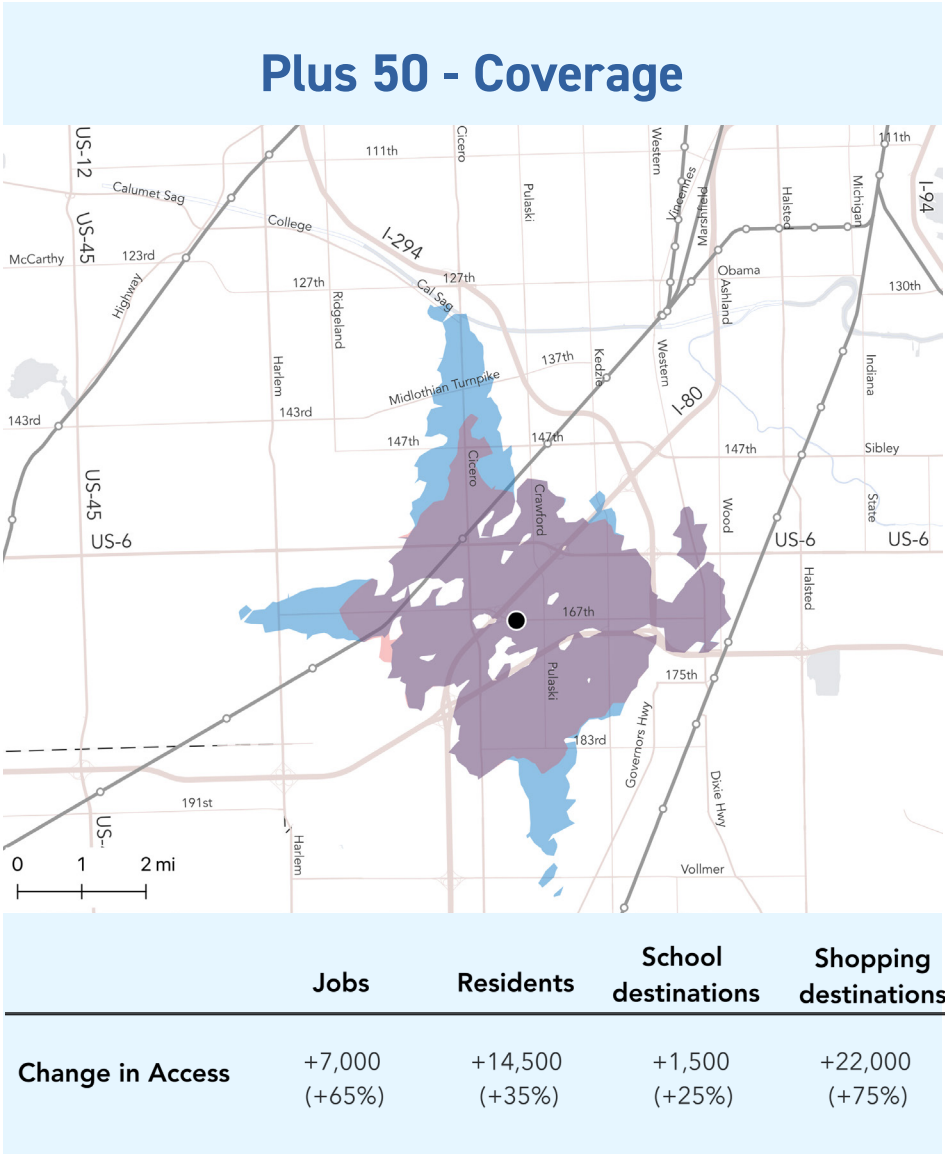 Plus 50 - Coverage
US-12
Cicero
Western
111th
111th
Vincennes
Marshfield
Calumet Sag
Pulaski
Halsted
Michigan
I-94
US-45
College
I-294
McCarthy
123rd
Highway
127th
127th
Obama
130th
Cal Sag
Ridgeland
Ashland
Harlem
Midlothian Turnpike
137th
Kedzie
Western
Indiana
143rd
143rd
I-80
147th
147th
147th
Sibley
Cicero
US-45
Crawford
Wood
State
US-6
US-6
US-6
Halsted
167th
Pulaski
175th
Governors Hwy
183rd
Dixie Hwy
191st
US-
Harlem
Vollmer
0 1 2 mi
Jobs Residents School destinations Shopping destinations
Change in Access +7,000 +14,500 +1,500 +22,000
(+65%) (+35%) (+25%) (+75%)